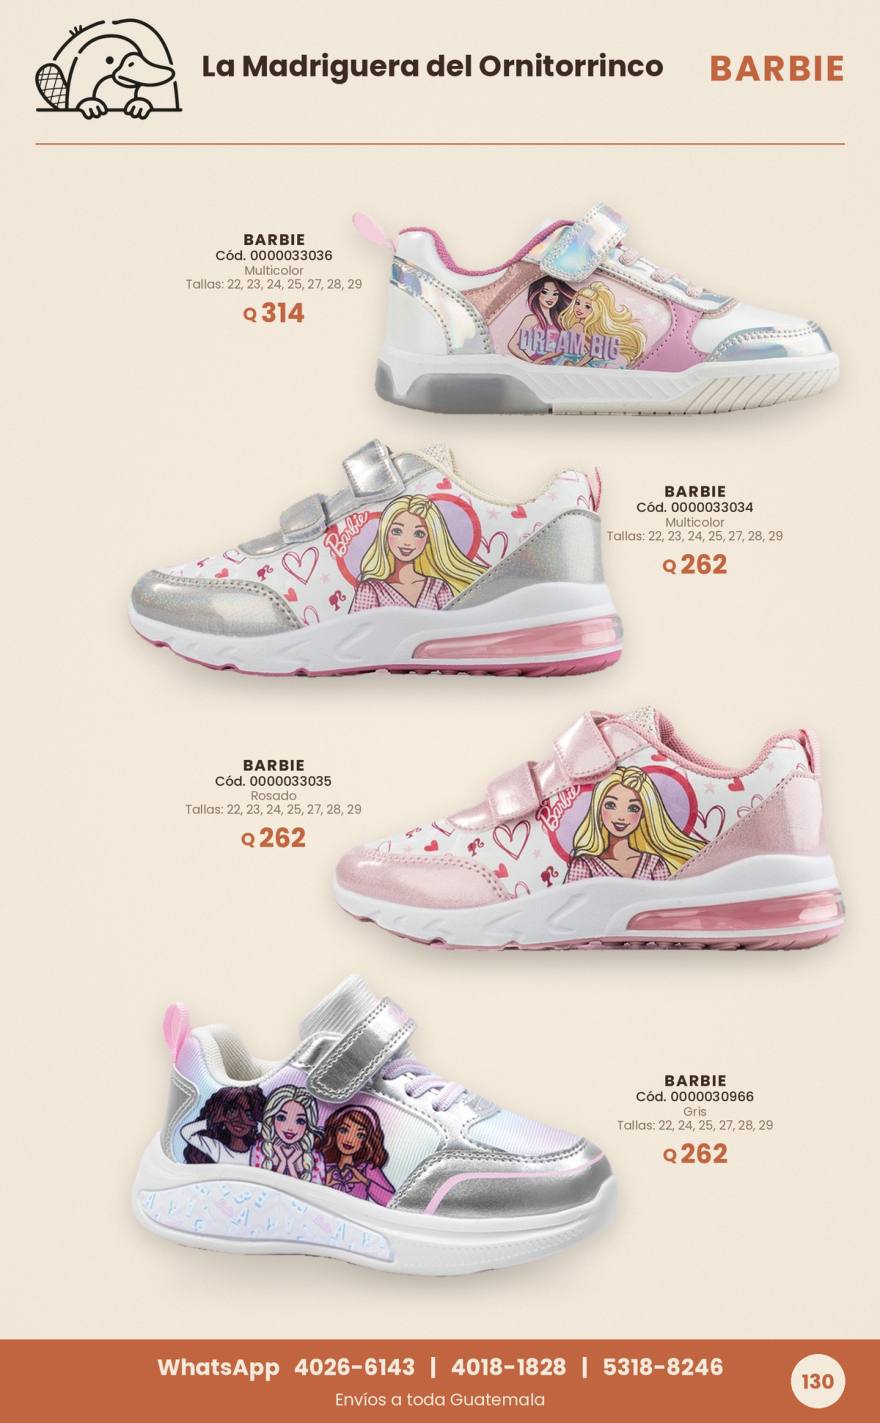 La Madriguera del Ornitorrinco
BARBIE
BARBIE
Cód. 0000033036
Multicolor
Tallas: 22, 23, 24, 25, 27, 28, 29
Q 314
DREAM BIG
BARBIE
Cód. 0000033034
Multicolor
Tallas: 22, 23, 24, 25, 27, 28, 29
Q 262
Barbie
BARBIE
Cód. 0000033035
Rosado
Tallas: 22, 23, 24, 25, 27, 28, 29
Q 262
Barbie
BARBIE
Cód. 0000030966
Gris
Tallas: 22, 24, 25, 27, 28, 29
Q 262
WhatsApp 4026-6143 | 4018-1828 | 5318-8246
Envíos a toda Guatemala
130